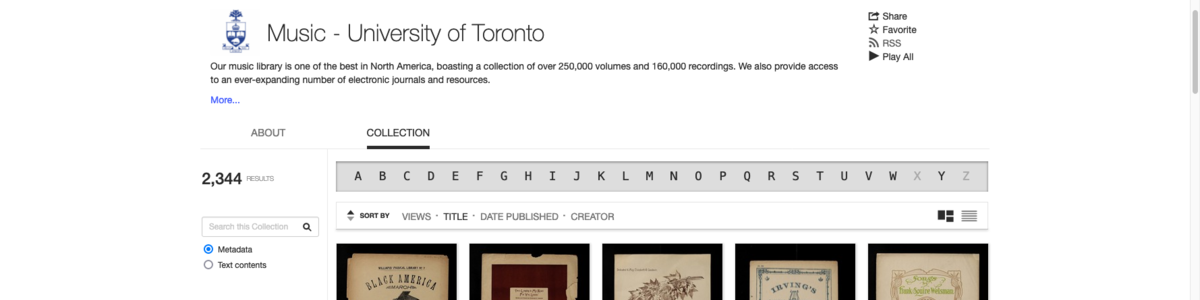 Music - University of Toronto
Share
Favorite
RSS
Play All
Our music library is one of the best in North America, boasting a collection of over 250,000 volumes and 160,000 recordings. We also provide access
to an ever-expanding number of electronic journals and resources.
More...
ABOUT COLLECTION
2,344 RESULTS
A B C D E F G H I J K L M N O P Q R S T U V W X Y Z
SORT BY VIEWS · TITLE · DATE PUBLISHED · CREATOR
Search this Collection
Metadata
Text contents
BLACK AMERICA
MARCH
IRVING'S